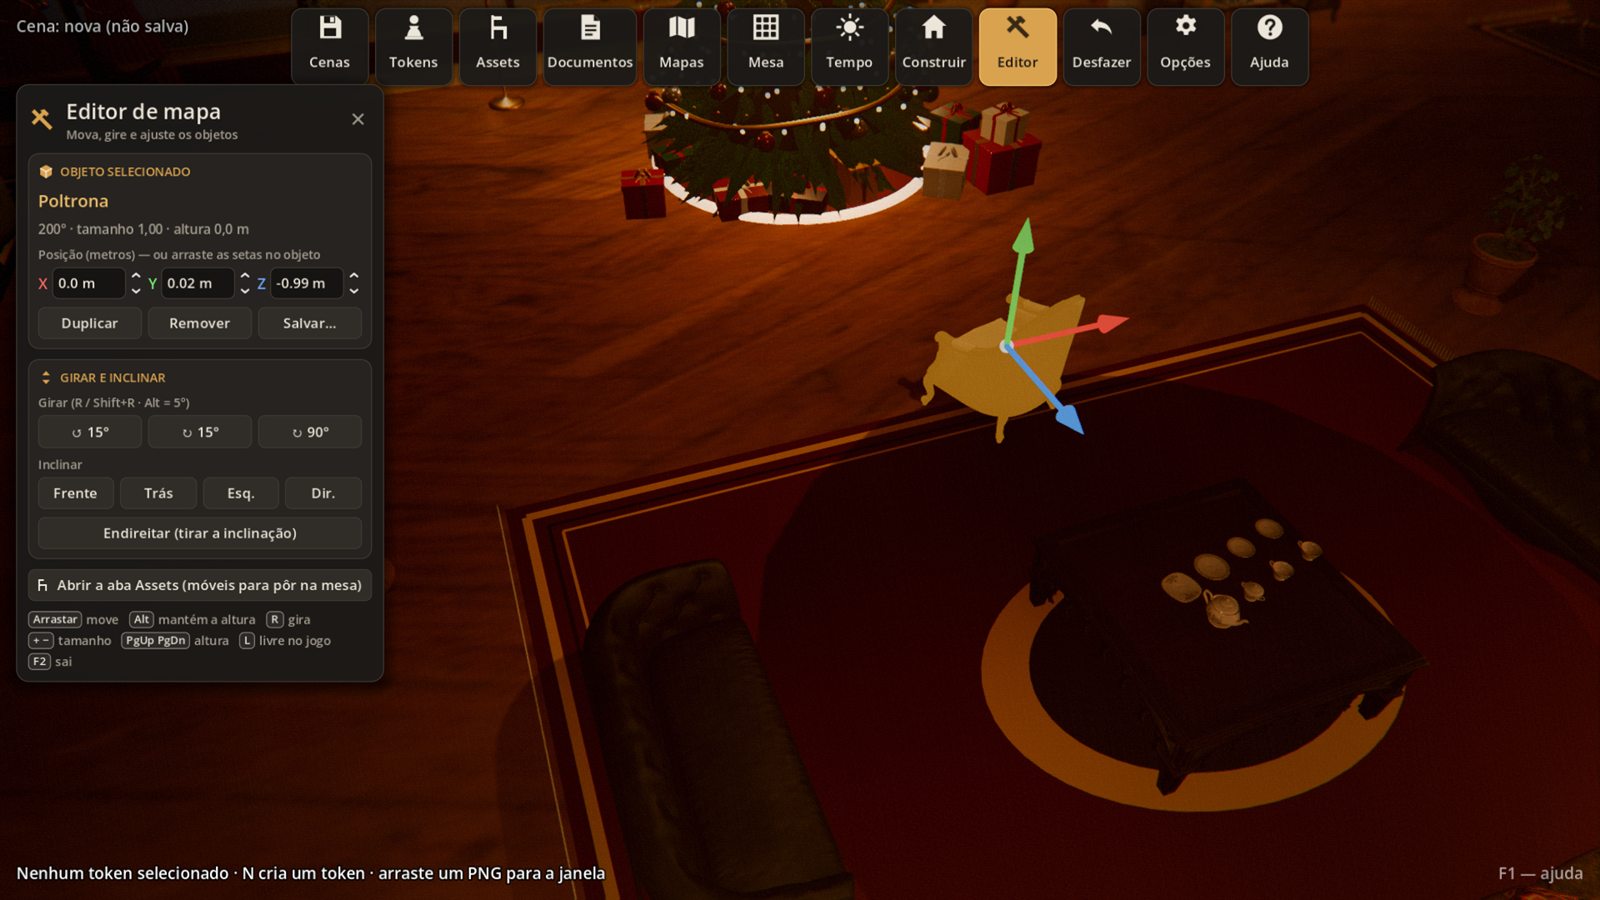 Cena: nova (não salva)
Cenas
Tokens
Assets
Documentos
Mapas
Mesa
Tempo
Construir
Editor
Desfazer
Opções
Ajuda
Editor de mapa
Mova, gire e ajuste os objetos
OBJETO SELECIONADO
Poltrona
200° · tamanho 1,00 · altura 0,0 m
Posição (metros) — ou arraste as setas no objeto
X 0.0 m Y 0.02 m Z -0.99 m
Duplicar Remover Salvar...
GIRAR E INCLINAR
Girar (R / Shift+R · Alt = 5°)
↺ 15° ↻ 15° ↻ 90°
Inclinar
Frente Trás Esq. Dir.
Endireitar (tirar a inclinação)
Abrir a aba Assets (móveis para pôr na mesa)
Arrastar move Alt mantém a altura R gira
+ − tamanho PgUp PgDn altura L livre no jogo
F2 sai
Nenhum token selecionado · N cria um token · arraste um PNG para a janela
F1 — ajuda